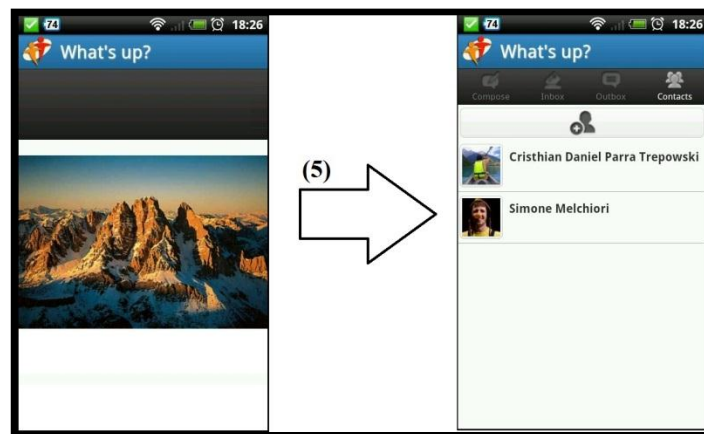 74 18:26
What's up?
(5)
74 18:26
What's up?
Compose Inbox Outbox Contacts
Cristhian Daniel Parra Trepowski
Simone Melchiori